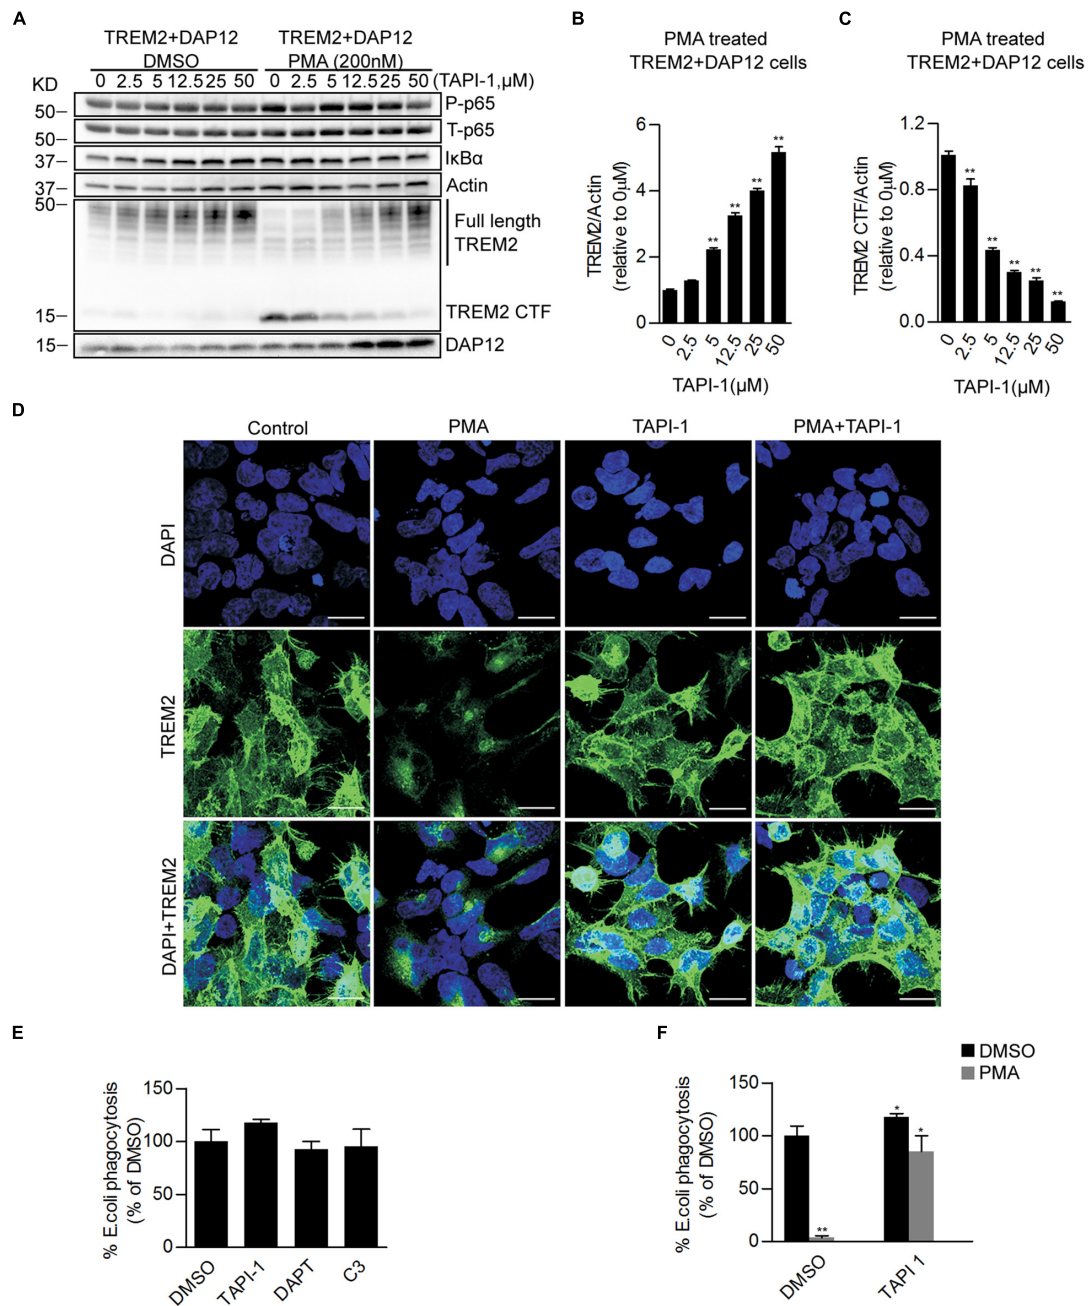 A
TREM2+DAP12 TREM2+DAP12
DMSO PMA (200nM)
KD 0 2.5 5 12.5 25 50 0 2.5 5 12.5 25 50 (TAPI-1,µM)
50 P-p65
50 T-p65
37 IκBα
37 Actin
50
Full length
TREM2
15 TREM2 CTF
15 DAP12
B
PMA treated
TREM2+DAP12 cells
TREM2/Actin
(relative to 0µM)
6
4
2
0
0 2.5 5 12.5 25 50
** ** ** **
TAPI-1(µM)
C
PMA treated
TREM2+DAP12 cells
TREM2 CTF/Actin
(relative to 0µM)
1.2
0.8
0.4
0.0
0 2.5 5 12.5 25 50
** ** ** ** **
TAPI-1(µM)
D
Control PMA TAPI-1 PMA+TAPI-1
DAPI
TREM2
DAPI+TREM2
E
% E.coli phagocytosis
(% of DMSO)
150
100
50
0
DMSO TAPI-1 DAPT C3
F
DMSO
PMA
% E.coli phagocytosis
(% of DMSO)
150
100
50
0
** * *
DMSO TAPI 1